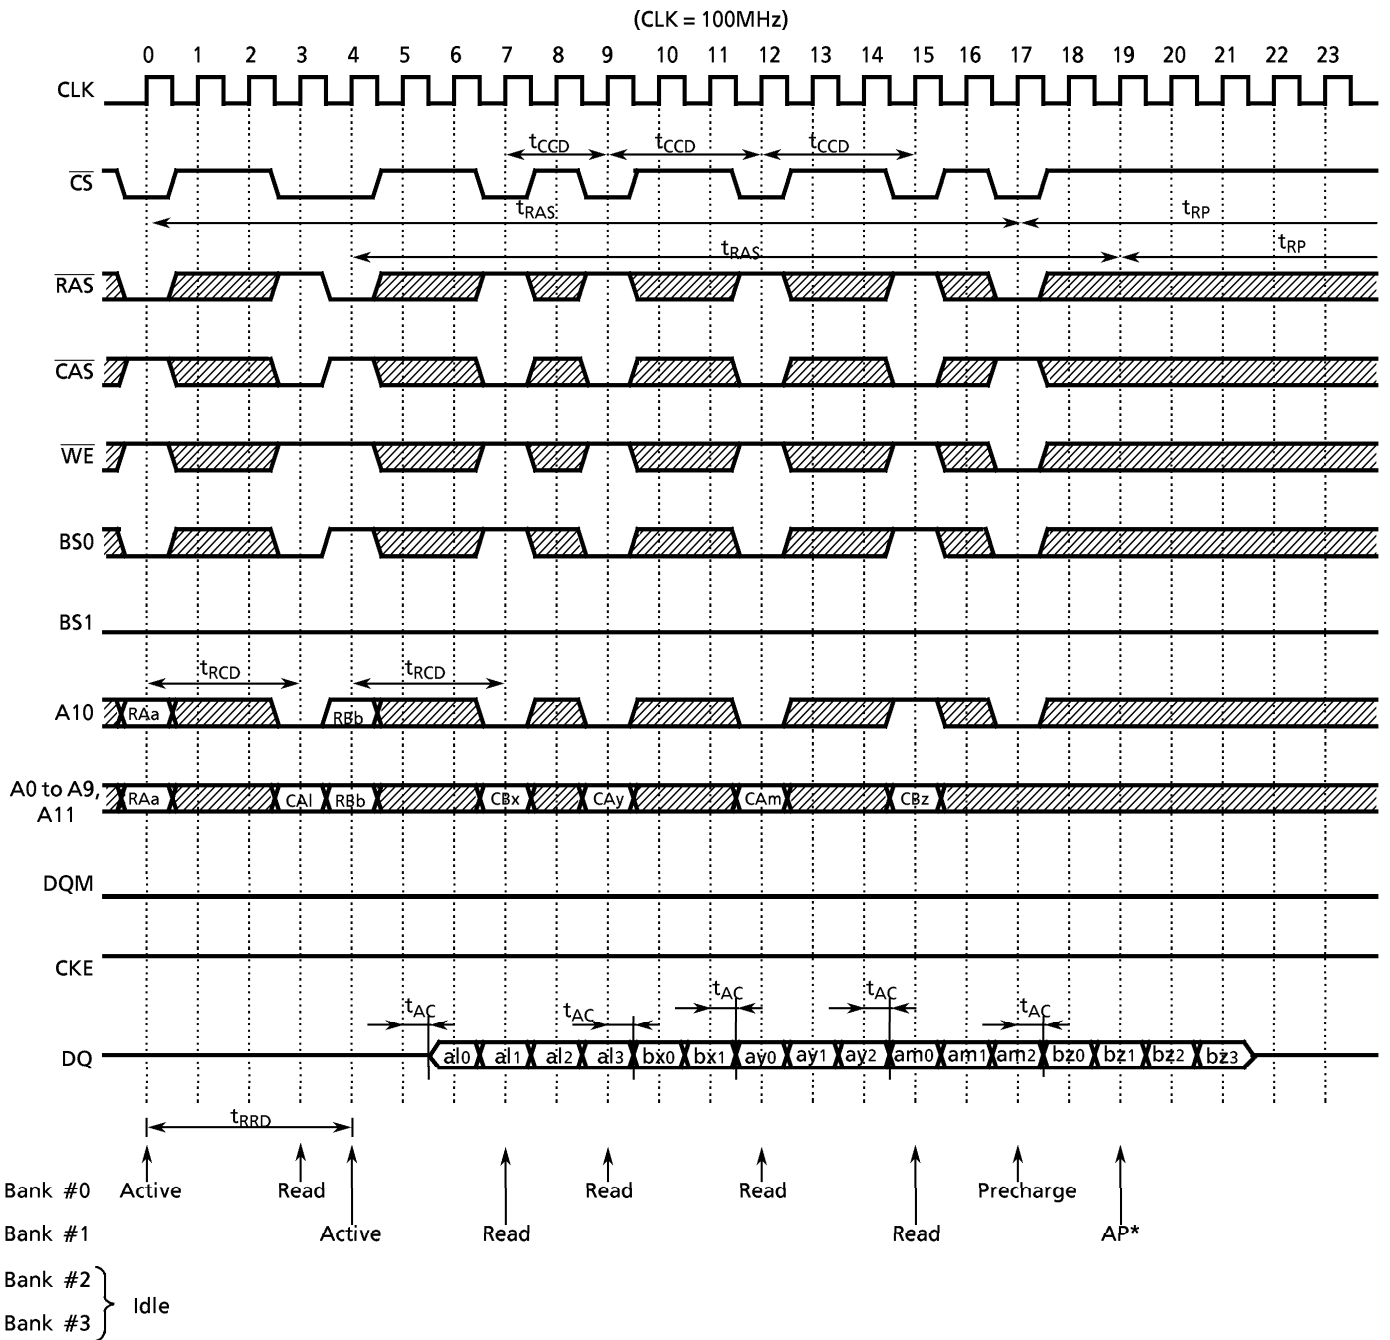 (CLK = 100MHz)
0 1 2 3 4 5 6 7 8 9 10 11 12 13 14 15 16 17 18 19 20 21 22 23
CLK
tCCD tCCD tCCD
CS
tRAS tRP
tRAS tRP
RAS
CAS
WE
BS0
BS1
tRCD tRCD
A10 RAa RBb
A0 to A9, A11 RAa CAl RBb CBx CAy CAm CBz
DQM
CKE
tAC tAC tAC tAC tAC
DQ al0 al1 al2 al3 bx0 bx1 ay0 ay1 ay2 am0 am1 am2 bz0 bz1 bz2 bz3
tRRD
Bank #0 Active Read Read Read Precharge
Bank #1 Active Read Read AP*
Bank #2
Idle
Bank #3